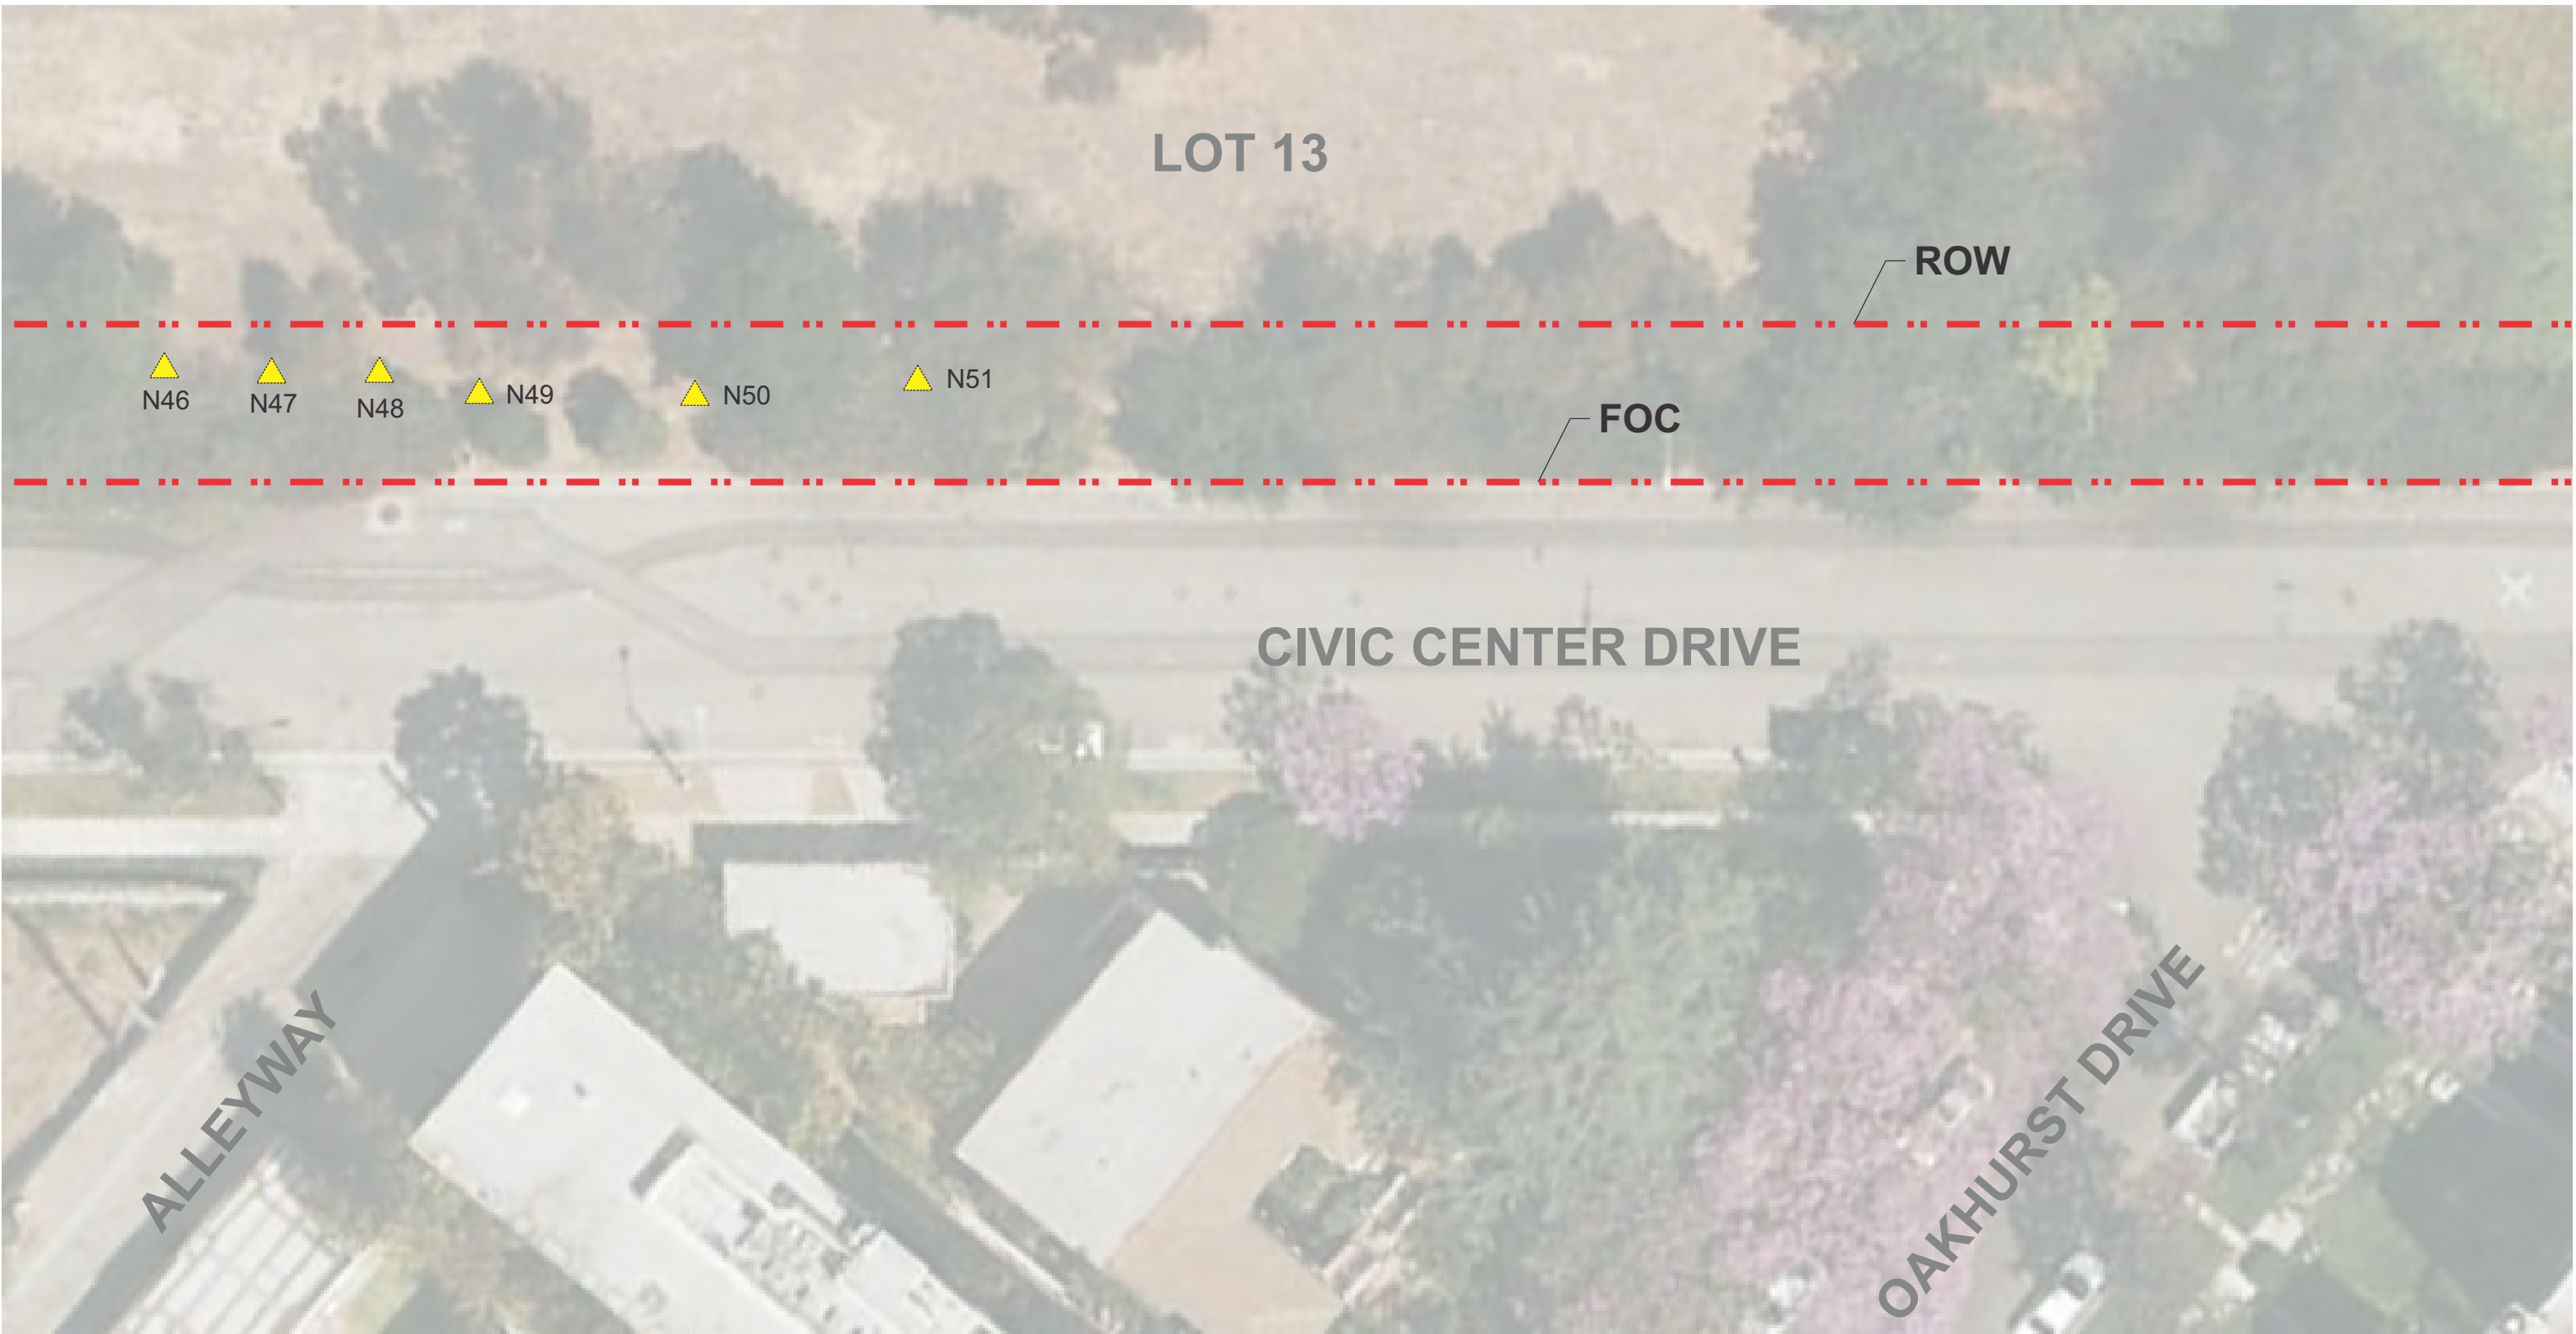 LOT 13
ROW
N46
N47
N48
N49
N50
N51
FOC
CIVIC CENTER DRIVE
ALLEYWAY
OAKHURST DRIVE